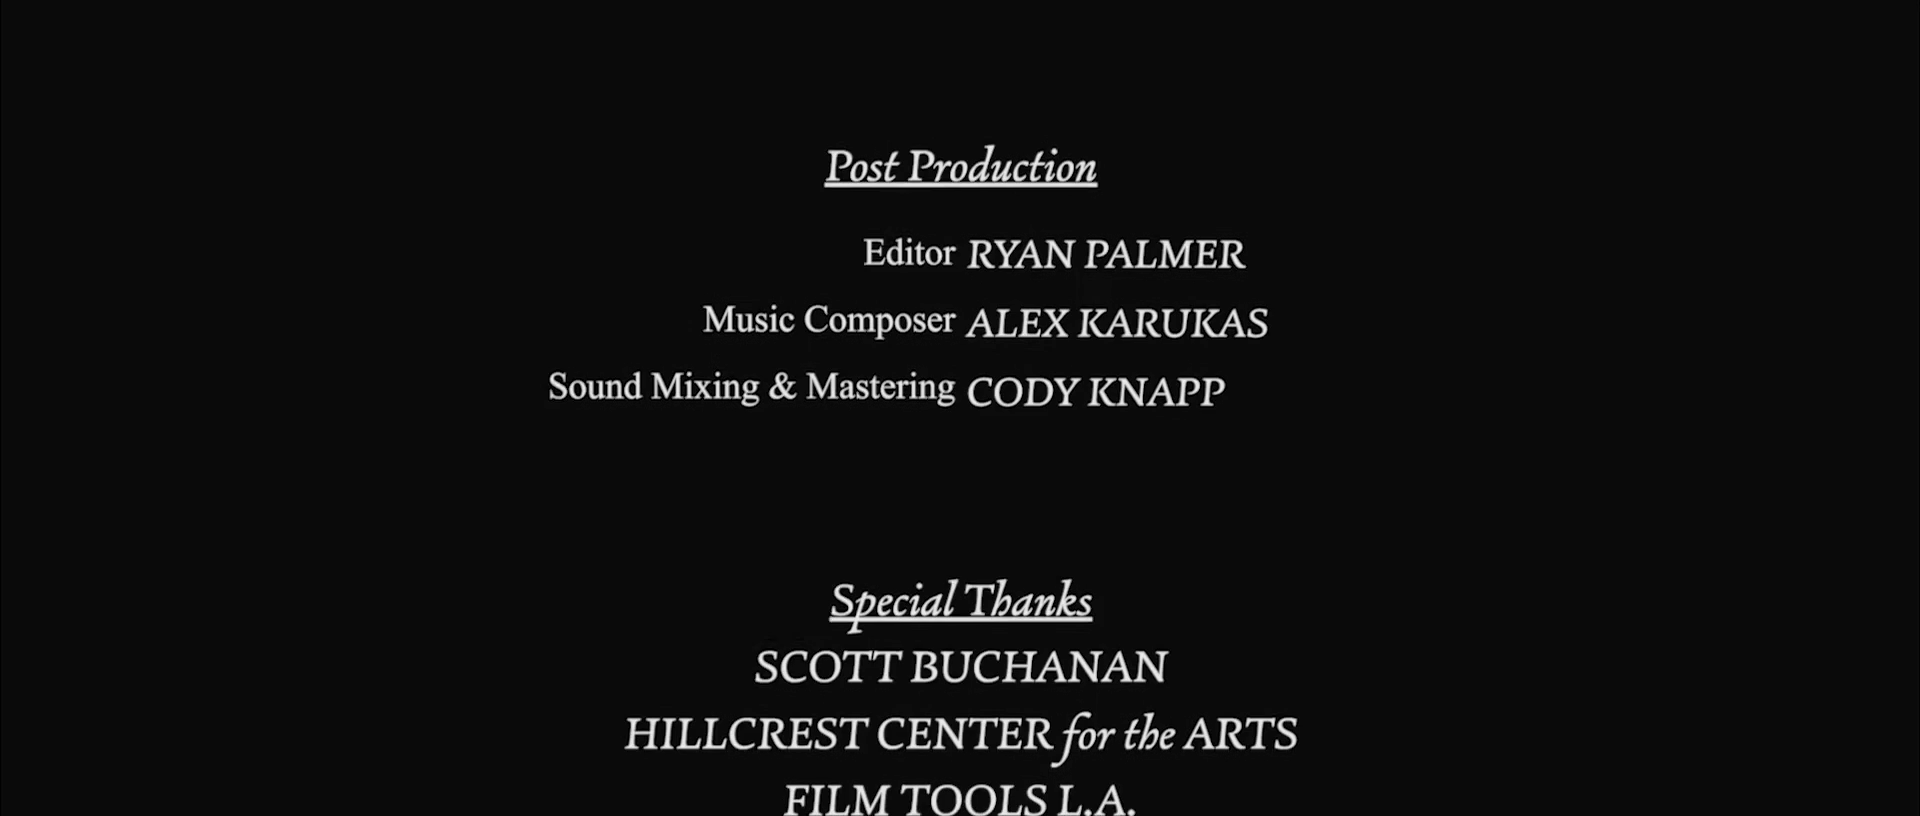 Post Production
Editor RYAN PALMER
Music Composer ALEX KARUKAS
Sound Mixing & Mastering CODY KNAPP
Special Thanks
SCOTT BUCHANAN
HILLCREST CENTER for the ARTS
FILM TOOLS L.A.